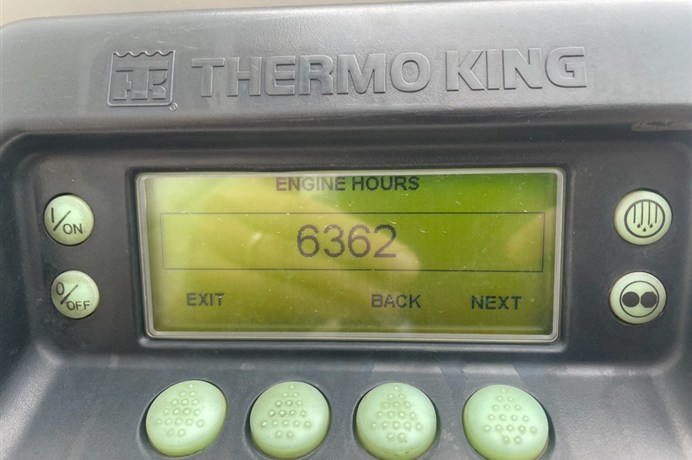 THERMO KING
ENGINE HOURS
I/ON
6362
O/OFF
EXIT BACK NEXT